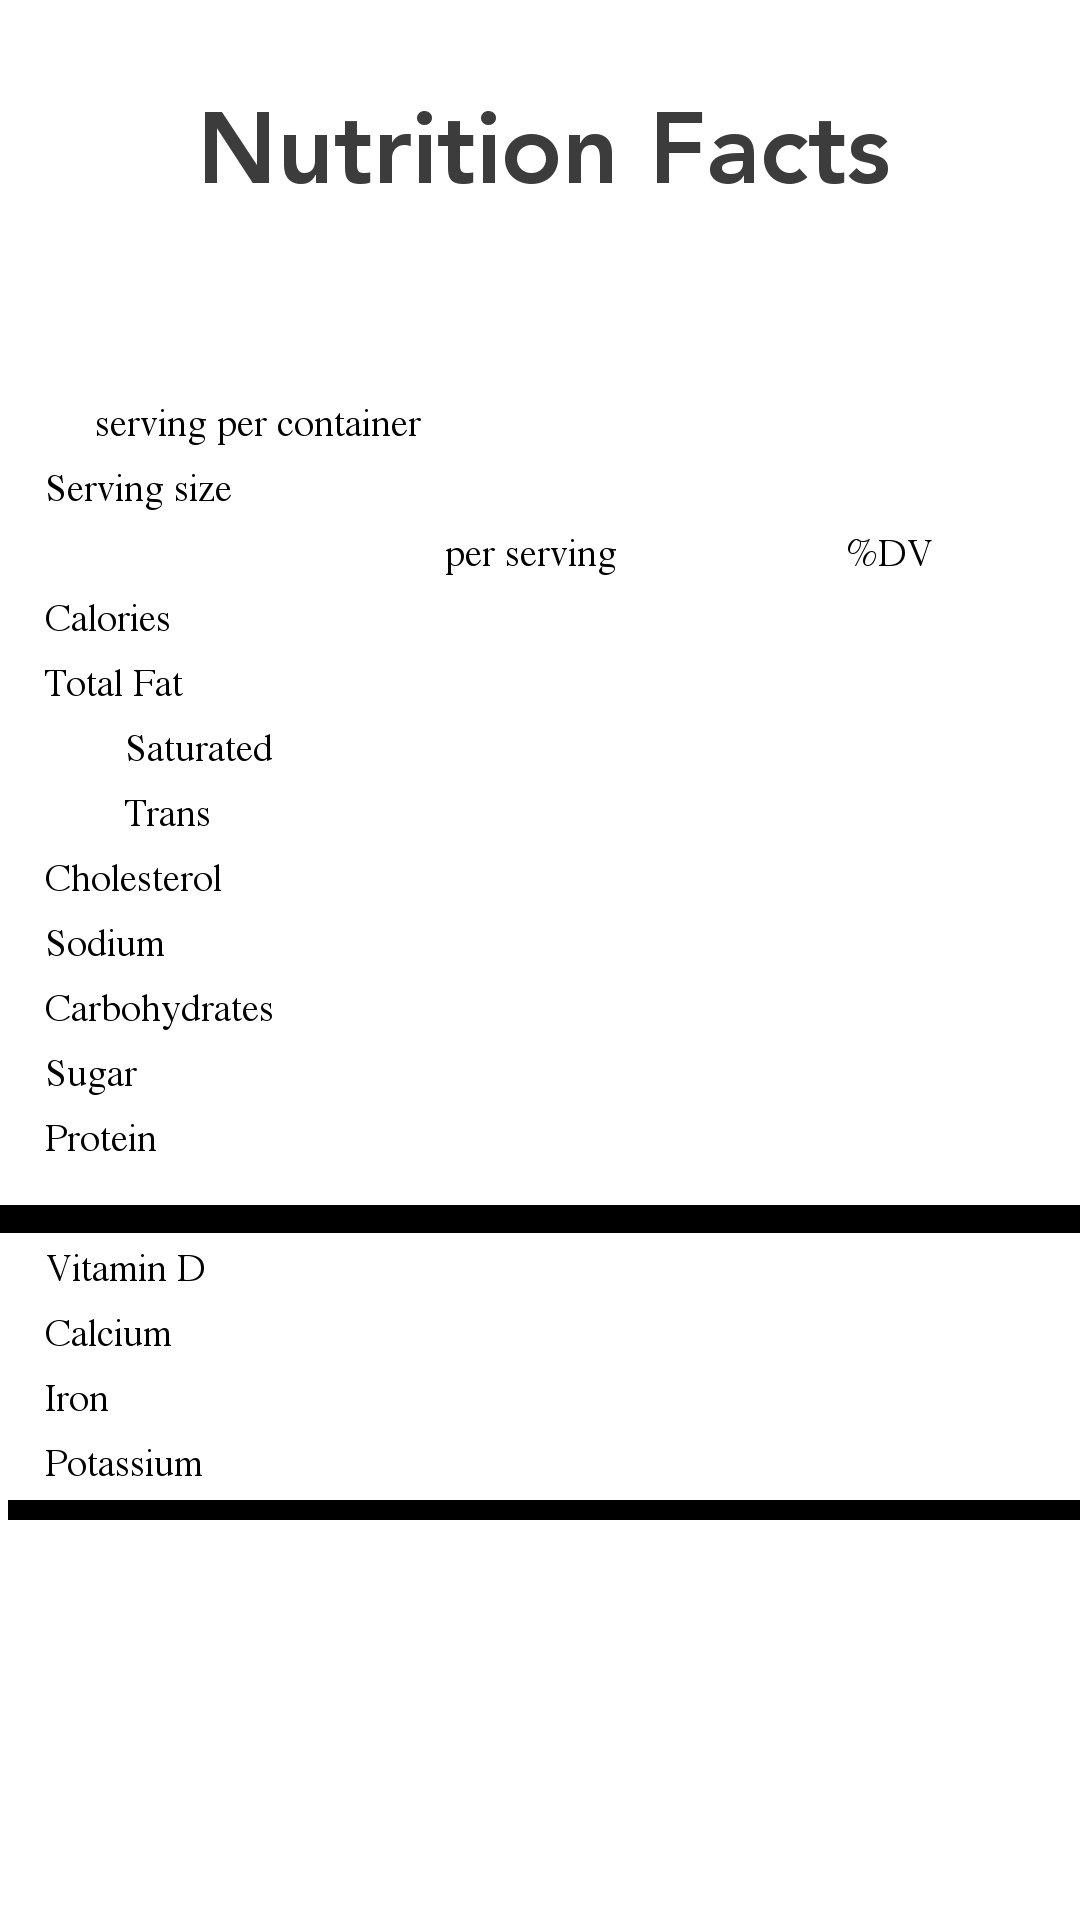 Nutrition Facts
serving per container
Serving size
per serving %DV
Calories
Total Fat
Saturated
Trans
Cholesterol
Sodium
Carbohydrates
Sugar
Protein
Vitamin D
Calcium
Iron
Potassium